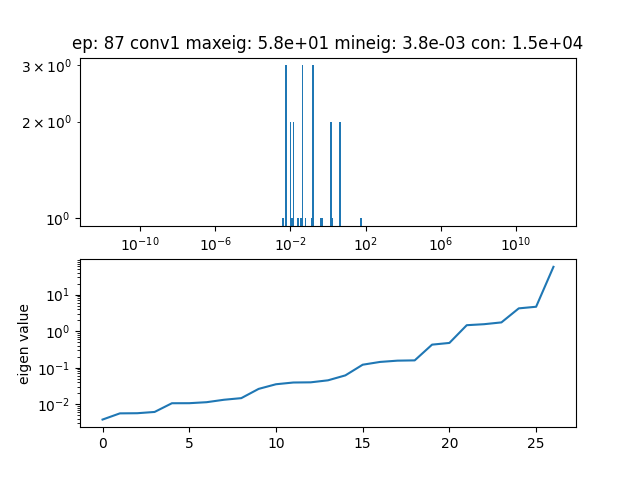 ep: 87 conv1 maxeig: 5.8e+01 mineig: 3.8e-03 con: 1.5e+04
3 × 10⁰
2 × 10⁰
10⁰
10⁻¹⁰ 10⁻⁶ 10⁻² 10² 10⁶ 10¹⁰
eigen value
10¹
10⁰
10⁻¹
10⁻²
0 5 10 15 20 25